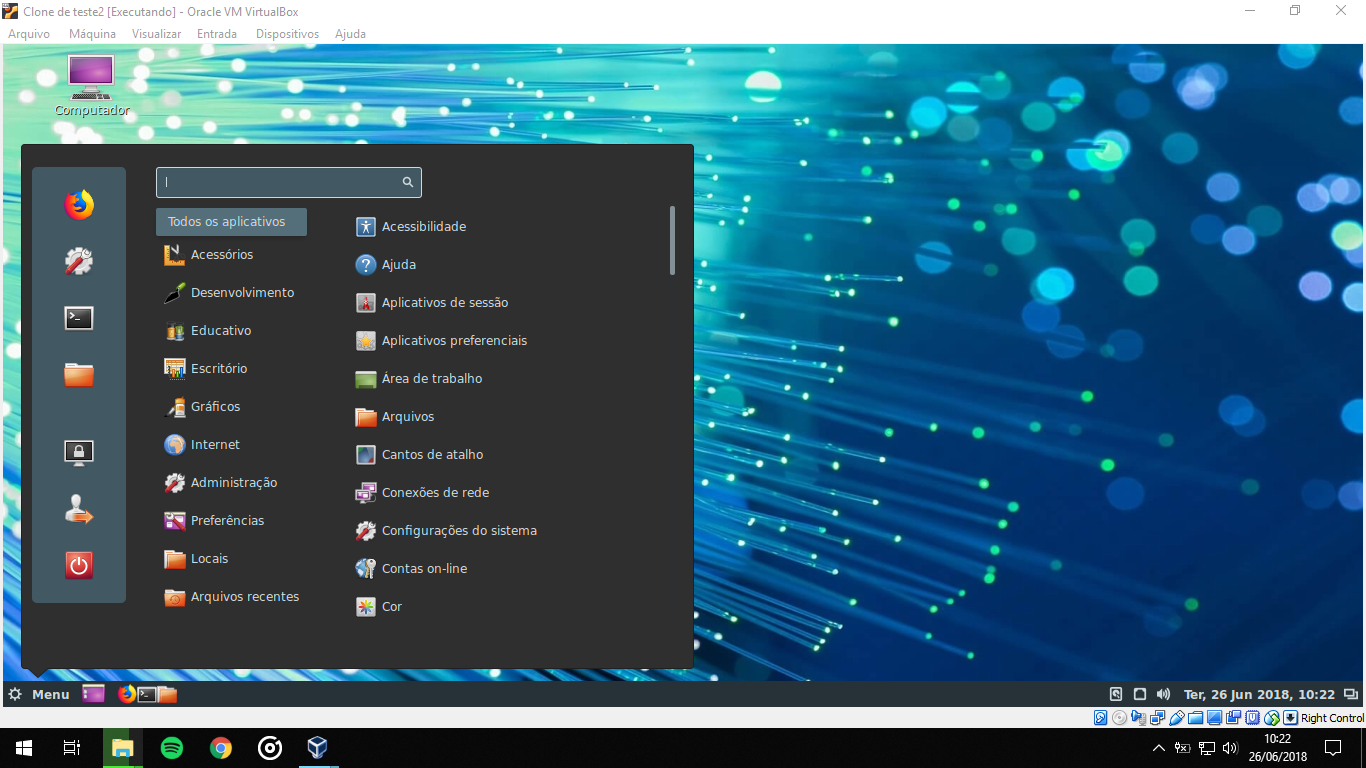 Clone de teste2 [Executando] - Oracle VM VirtualBox
Arquivo Máquina Visualizar Entrada Dispositivos Ajuda
Computador
Todos os aplicativos
Acessórios
Desenvolvimento
Educativo
Escritório
Gráficos
Internet
Administração
Preferências
Locais
Arquivos recentes
Acessibilidade
Ajuda
Aplicativos de sessão
Aplicativos preferenciais
Área de trabalho
Arquivos
Cantos de atalho
Conexões de rede
Configurações do sistema
Contas on-line
Cor
Menu
Ter, 26 Jun 2018, 10:22
Right Control
10:22
26/06/2018